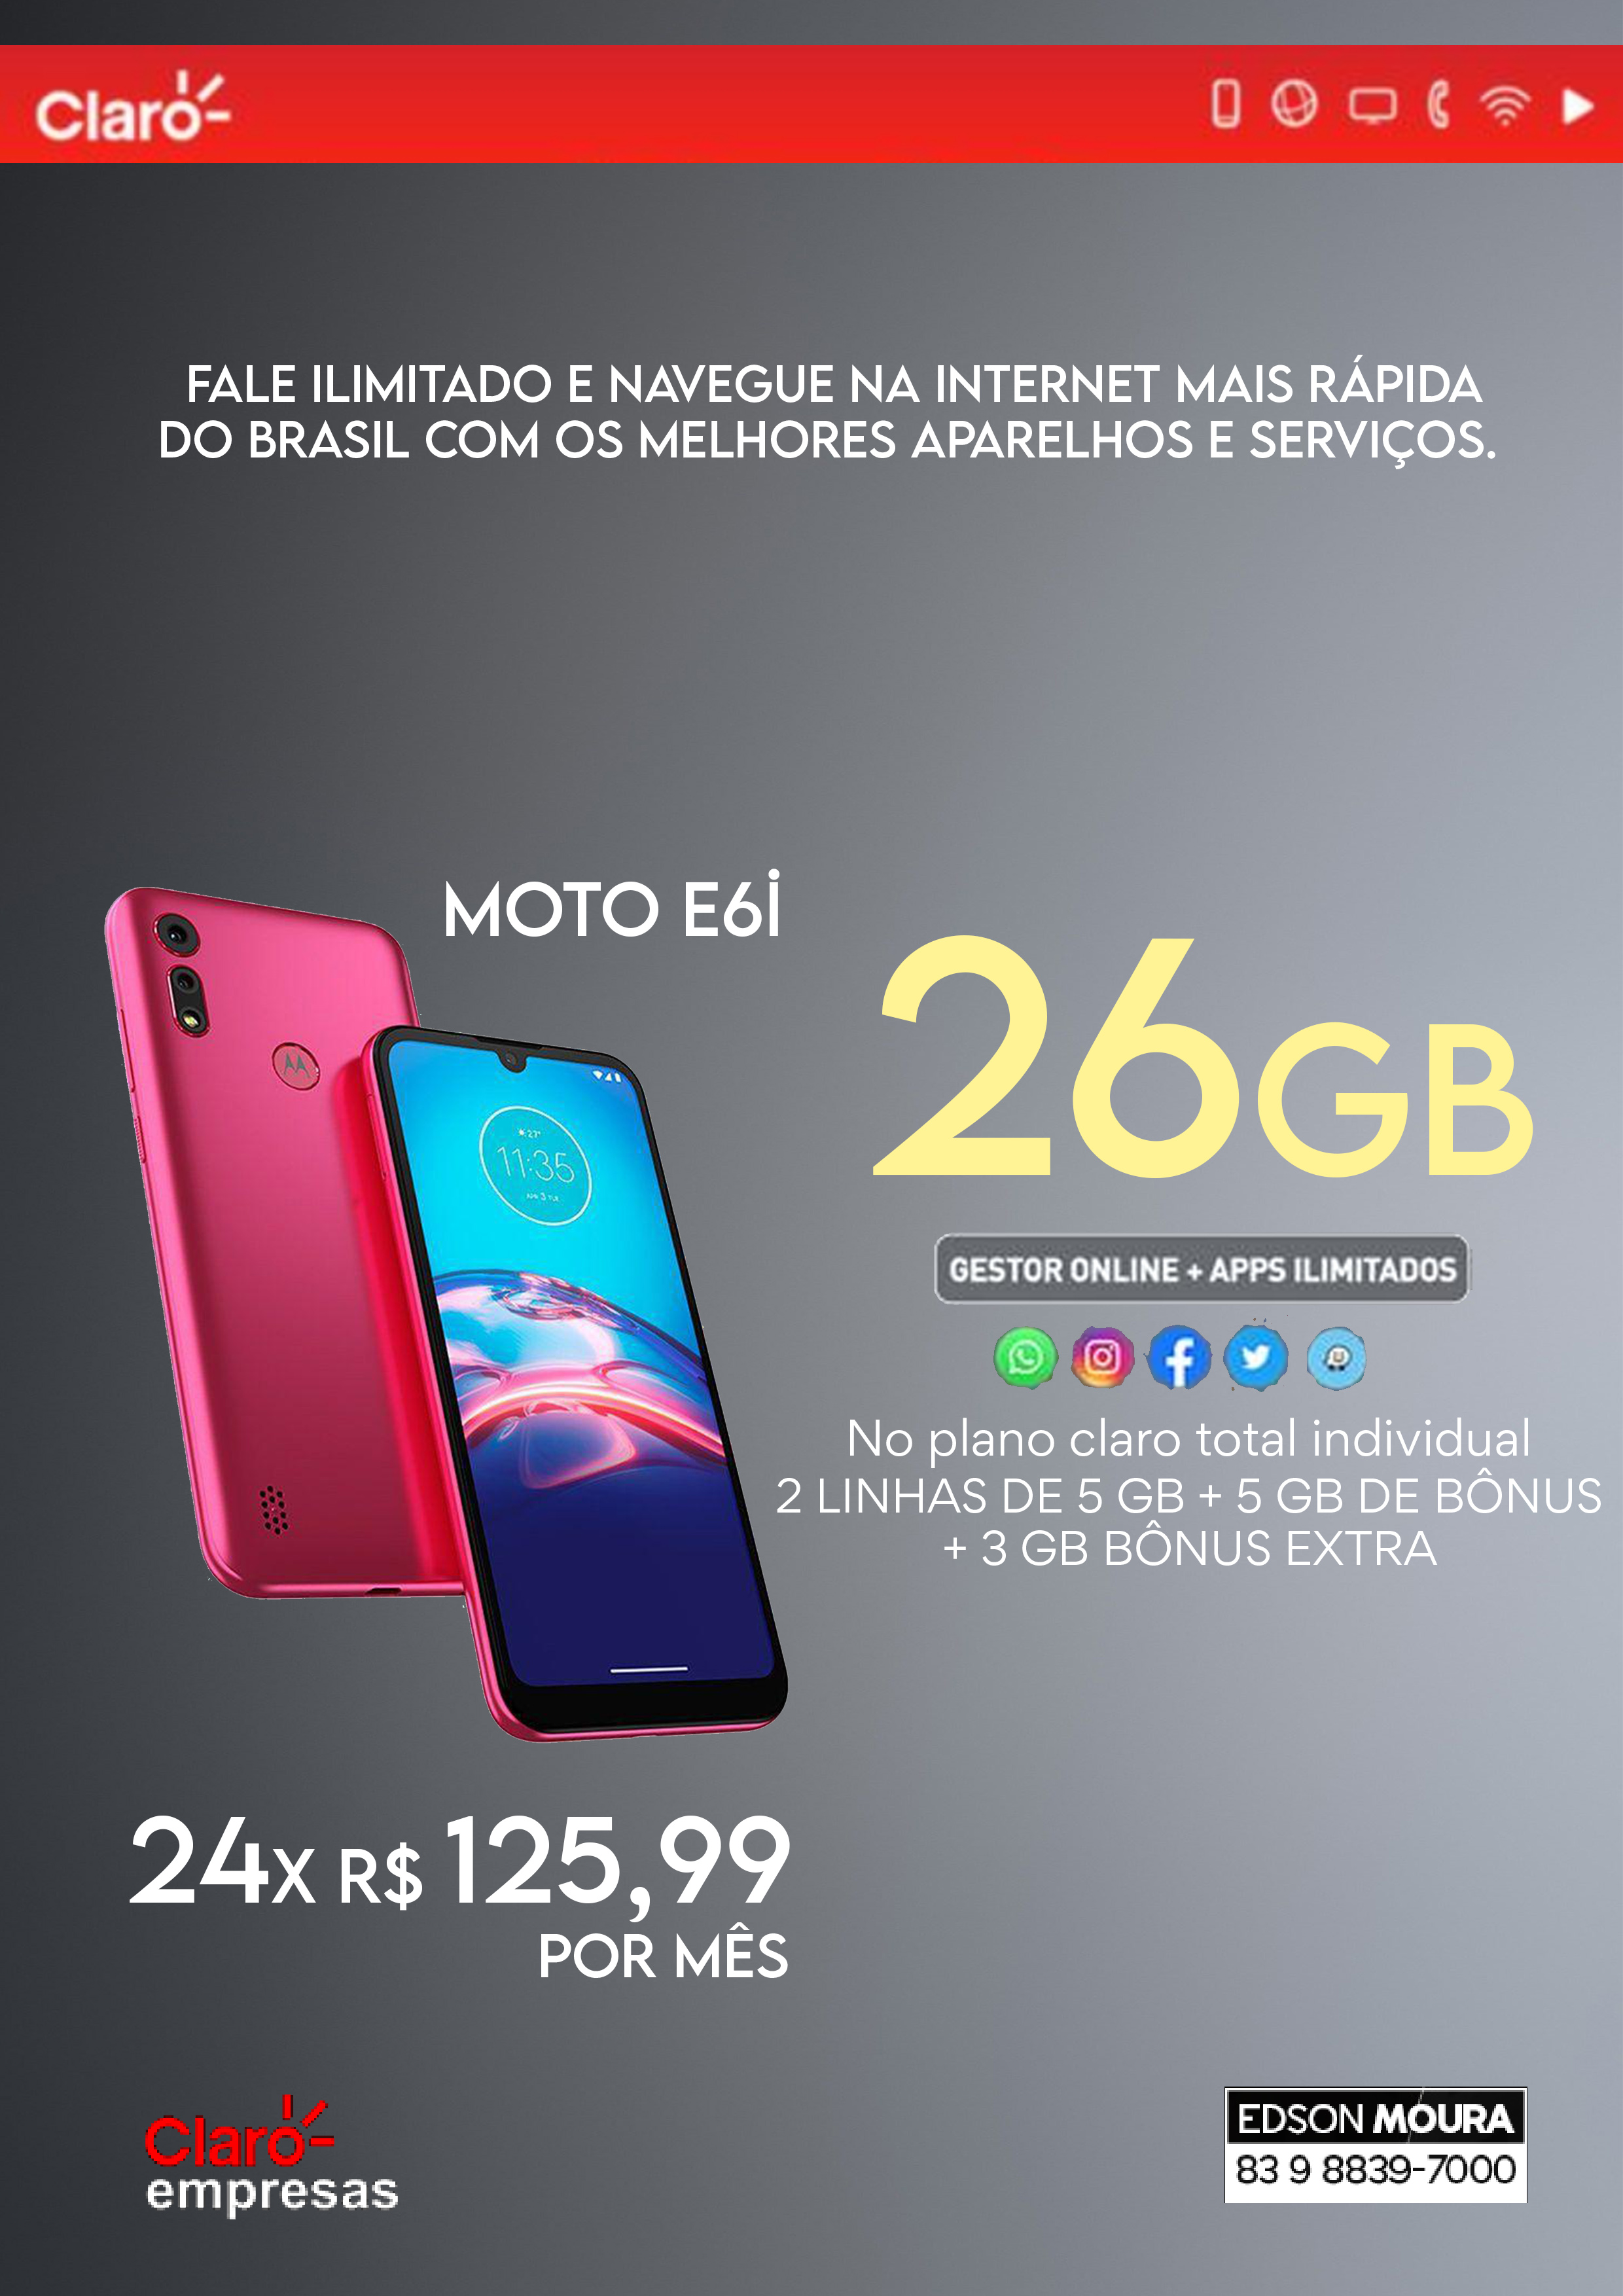 Claro
FALE ILIMITADO E NAVEGUE NA INTERNET MAIS RÁPIDA
DO BRASIL COM OS MELHORES APARELHOS E SERVIÇOS.
MOTO E6i
26GB
11:35
GESTOR ONLINE + APPS ILIMITADOS
No plano claro total individual
2 LINHAS DE 5 GB + 5 GB DE BÔNUS
+ 3 GB BÔNUS EXTRA
24X R$ 125,99
POR MÊS
Claro
empresas
EDSON MOURA
83 9 8839-7000